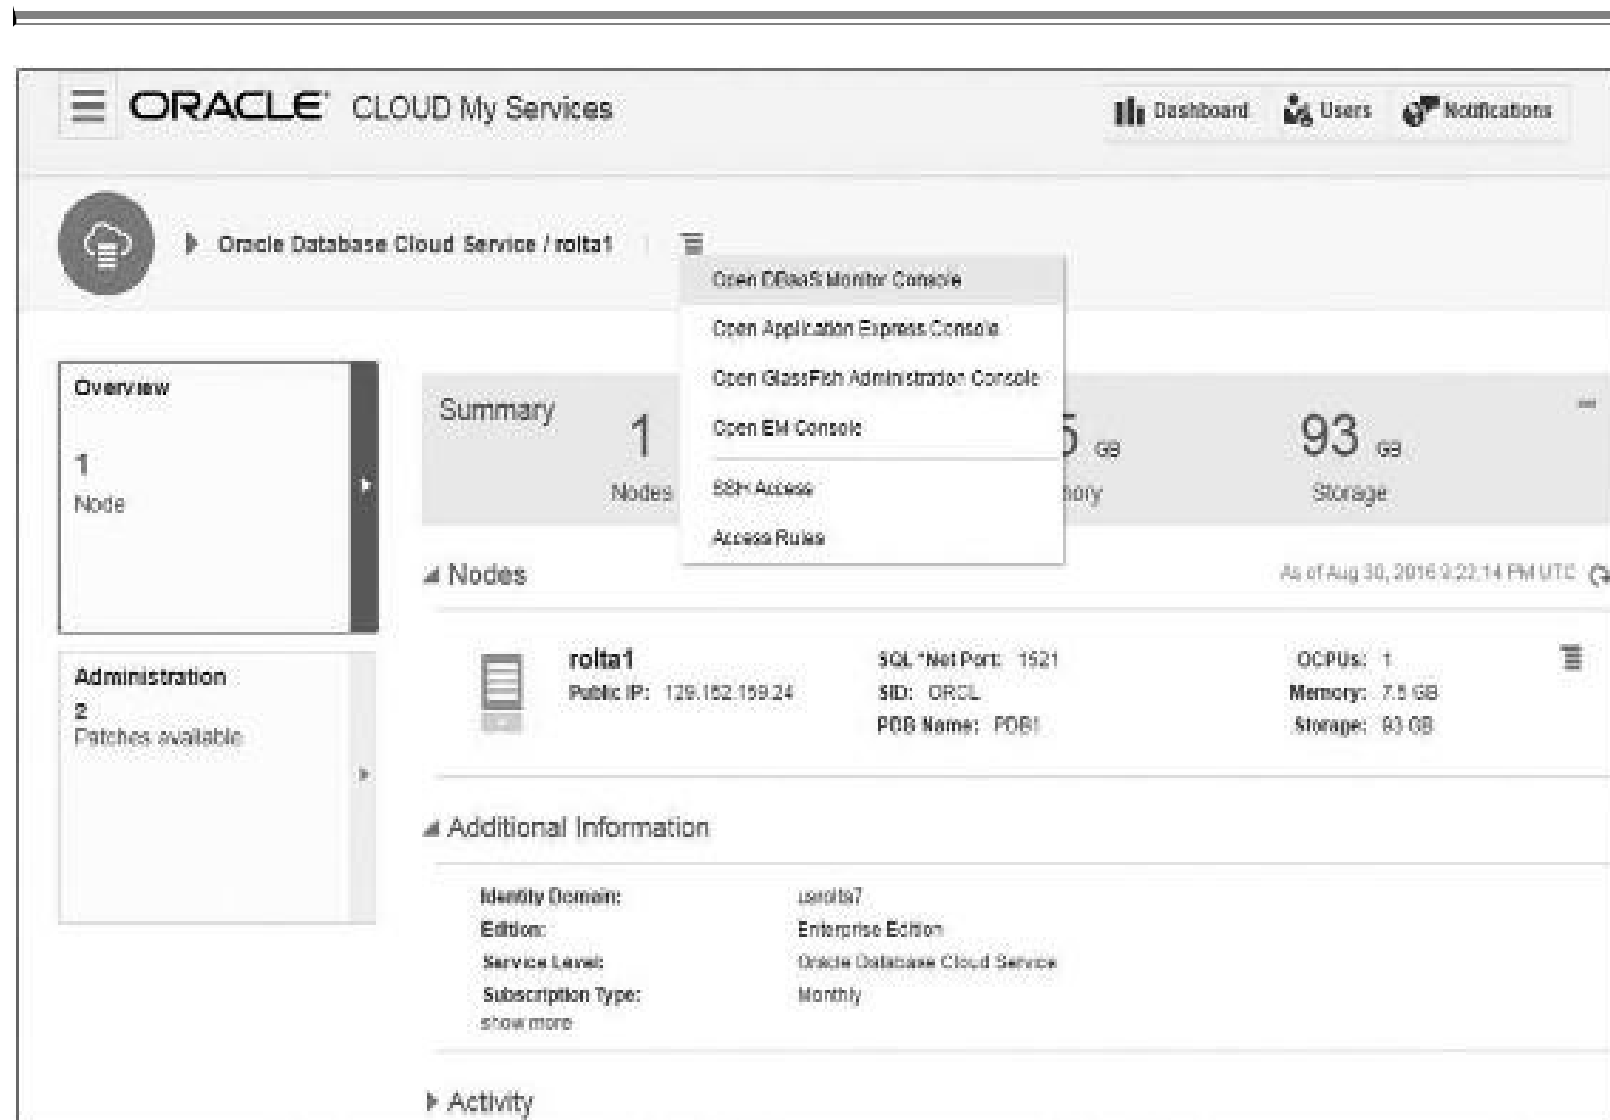 ORACLE CLOUD My Services
Dashboard Users Notifications
Oracle Database Cloud Service / rolta1
Open DBaaS Monitor Console
Open Application Express Console
Open GlassFish Administration Console
Open EM Console
SSH Access
Access Rules
Overview
1
Node
Summary
1
Nodes
5 GB
ory
93 GB
Storage
Nodes
As of Aug 30, 2016 9:22:14 PM UTC
Administration
2
Patches available
rolta1
Public IP:
SQL *Net Port: 1521
SID: ORCL
PDB Name: PDB1
OCPUs: 1
Memory: 7.5 GB
Storage: 93 GB
Additional Information
Identity Domain: usrolta7
Edition: Enterprise Edition
Service Level: Oracle Database Cloud Service
Subscription Type: Monthly
show more
Activity